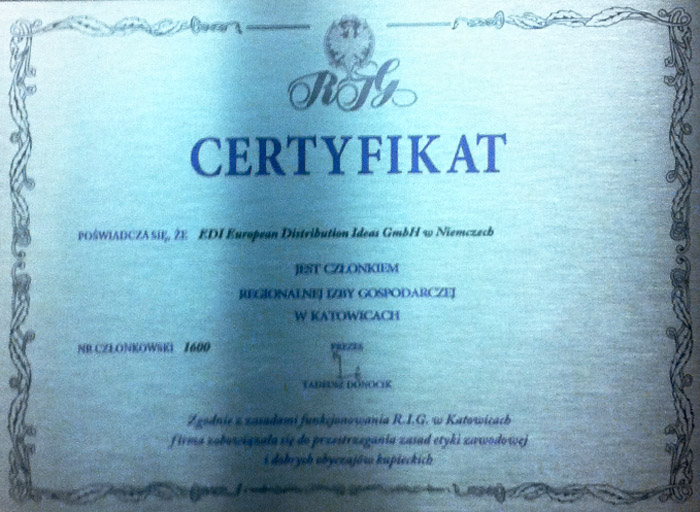 RIG
CERTYFIKAT
POŚWIADCZA SIĘ, ŻE EDI European Distribution Ideas GmbH w Niemczech
JEST CZŁONKIEM
REGIONALNEJ IZBY GOSPODARCZEJ
W KATOWICACH
NR CZŁONKOWSKI 1600
PREZES
TADEUSZ DONOCIK
Zgodnie z zasadami funkcjonowania R.I.G. w Katowicach
firma zobowiązała się do przestrzegania zasad etyki zawodowej
i dobrych obyczajów kupieckich